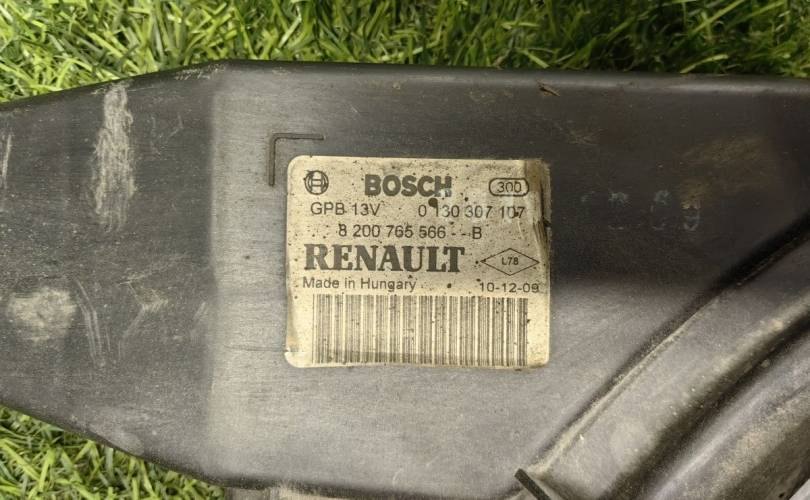 BOSCH 300
GPB 13V 0 130 307 107
8 200 765 566 - - B
RENAULT L78
Made in Hungary 10-12-09